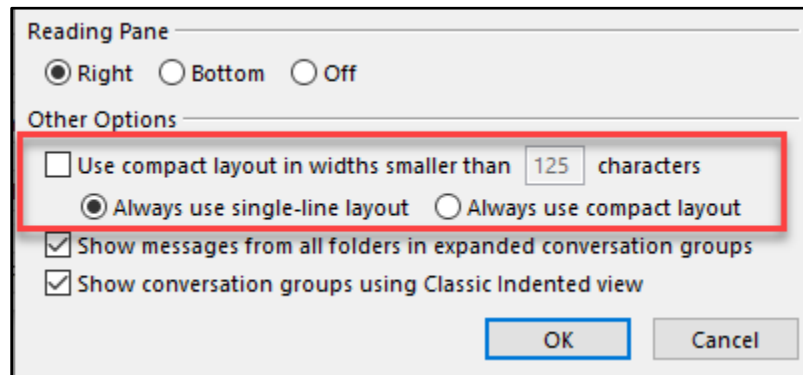 Reading Pane
Right Bottom Off
Other Options
Use compact layout in widths smaller than 125 characters
Always use single-line layout Always use compact layout
Show messages from all folders in expanded conversation groups
Show conversation groups using Classic Indented view
OK Cancel